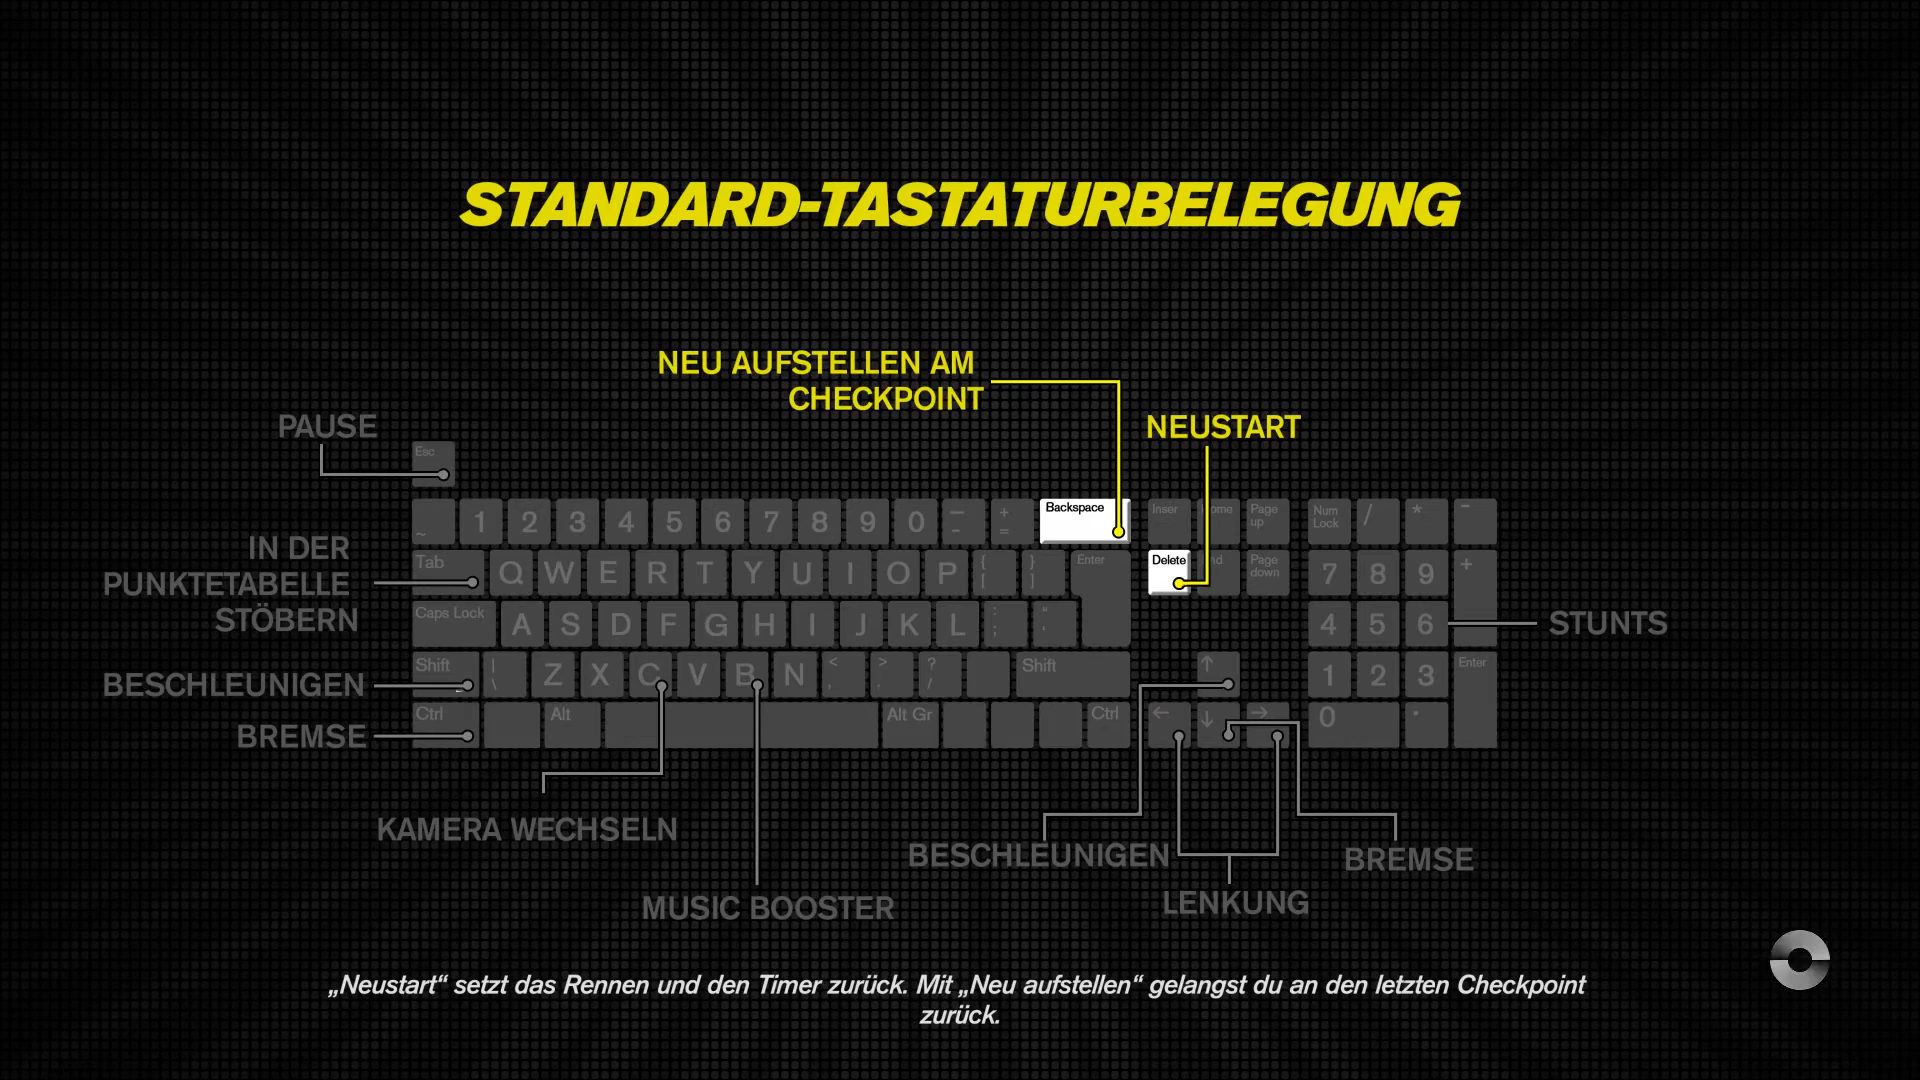 STANDARD-TASTATURBELEGUNG
NEU AUFSTELLEN AM
CHECKPOINT
PAUSE
NEUSTART
Esc
~ 1 2 3 4 5 6 7 8 9 0 — - + = Backspace Inser ome Page up Num Lock / * -
IN DER
PUNKTETABELLE
STÖBERN
Tab Q W E R T Y U I O P { [ } ] Enter Delete nd Page down 7 8 9 +
Caps Lock A S D F G H I J K L : ; “ ‘ 4 5 6
STUNTS
BESCHLEUNIGEN
Shift | \ Z X C V B N < , > . ? / Shift ↑ 1 2 3 Enter
BREMSE
Ctrl Alt Alt Gr Ctrl ← ↓ → 0 .
KAMERA WECHSELN
BESCHLEUNIGEN
BREMSE
MUSIC BOOSTER
LENKUNG
„Neustart“ setzt das Rennen und den Timer zurück. Mit „Neu aufstellen“ gelangst du an den letzten Checkpoint
zurück.